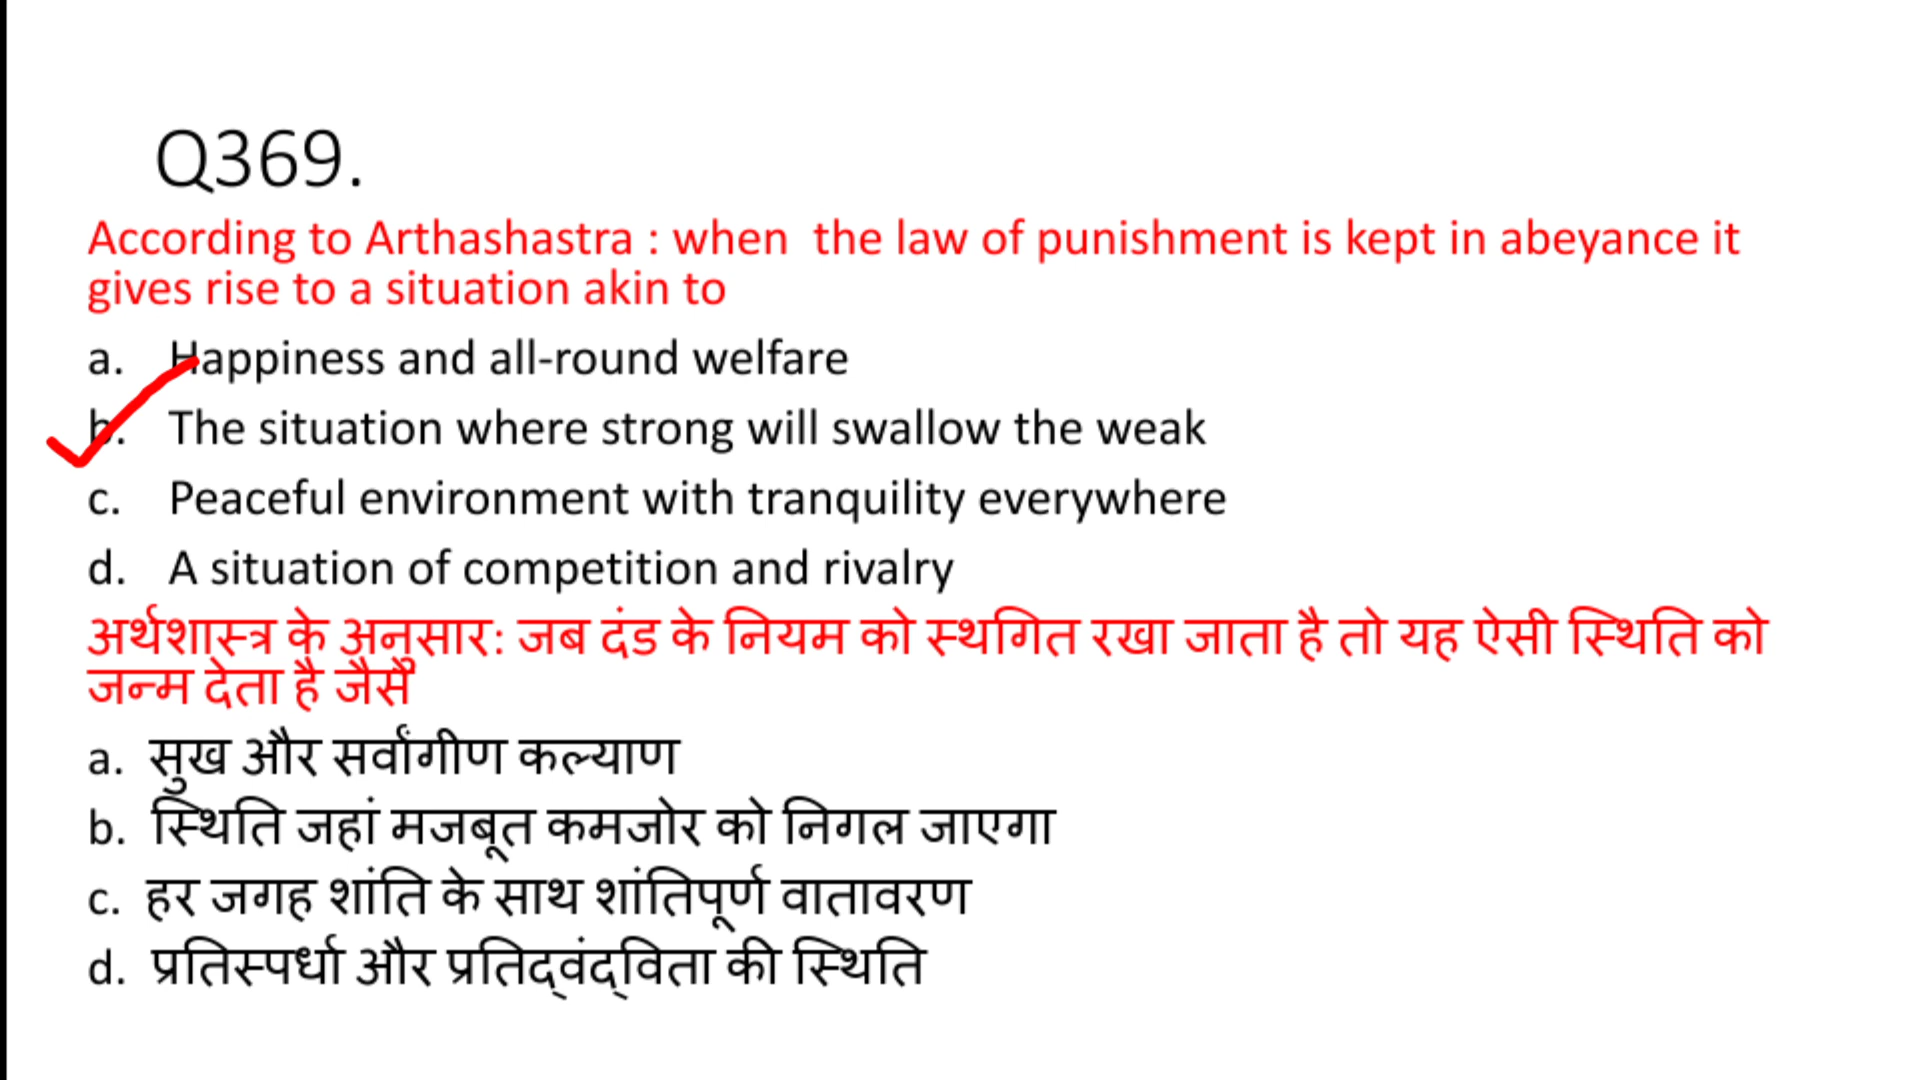 Q369.
According to Arthashastra : when  the law of punishment is kept in abeyance it
gives rise to a situation akin to
a. Happiness and all-round welfare
b. The situation where strong will swallow the weak
c. Peaceful environment with tranquility everywhere
d. A situation of competition and rivalry
अर्थशास्त्र के अनुसार: जब दंड के नियम को स्थगित रखा जाता है तो यह ऐसी स्थिति को
जन्म देता है जैसे
a. सुख और सर्वांगीण कल्याण
b. स्थिति जहां मजबूत कमजोर को निगल जाएगा
c. हर जगह शांति के साथ शांतिपूर्ण वातावरण
d. प्रतिस्पर्धा और प्रतिद्वंद्विता की स्थिति